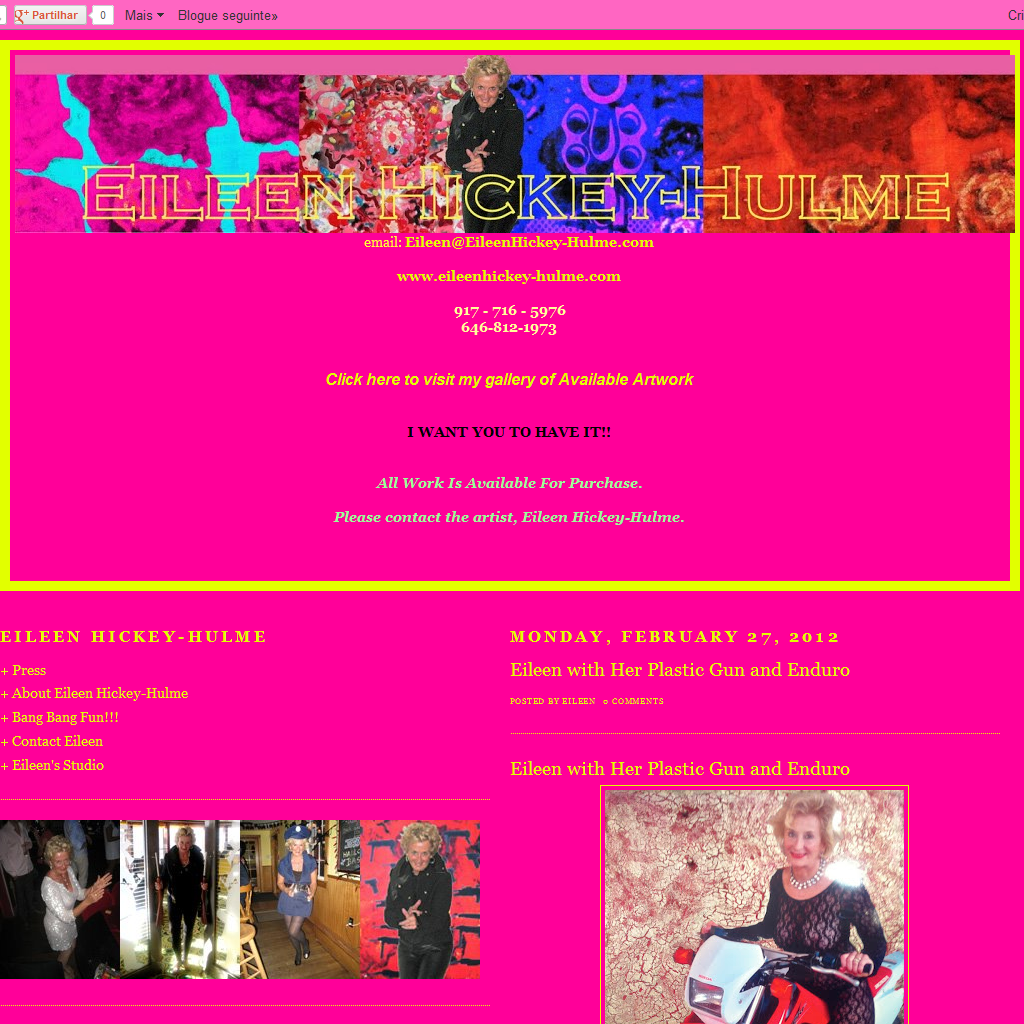 Partilhar
0
Mais
Blogue seguinte»
EILEEN HICKEY-HULME
email: Eileen@EileenHickey-Hulme.com
www.eileenhickey-hulme.com
917 - 716 - 5976
646-812-1973
Click here to visit my gallery of Available Artwork
I WANT YOU TO HAVE IT!!
All Work Is Available For Purchase.
Please contact the artist, Eileen Hickey-Hulme.
EILEEN HICKEY-HULME
+ Press
+ About Eileen Hickey-Hulme
+ Bang Bang Fun!!!
+ Contact Eileen
+ Eileen's Studio
MONDAY, FEBRUARY 27, 2012
Eileen with Her Plastic Gun and Enduro
POSTED BY EILEEN 0 COMMENTS
Eileen with Her Plastic Gun and Enduro